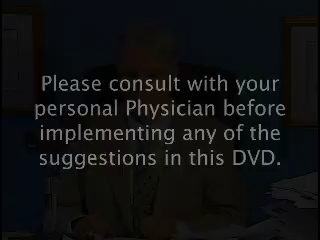 Please consult with your
personal Physician before
implementing any of the
suggestions in this DVD.